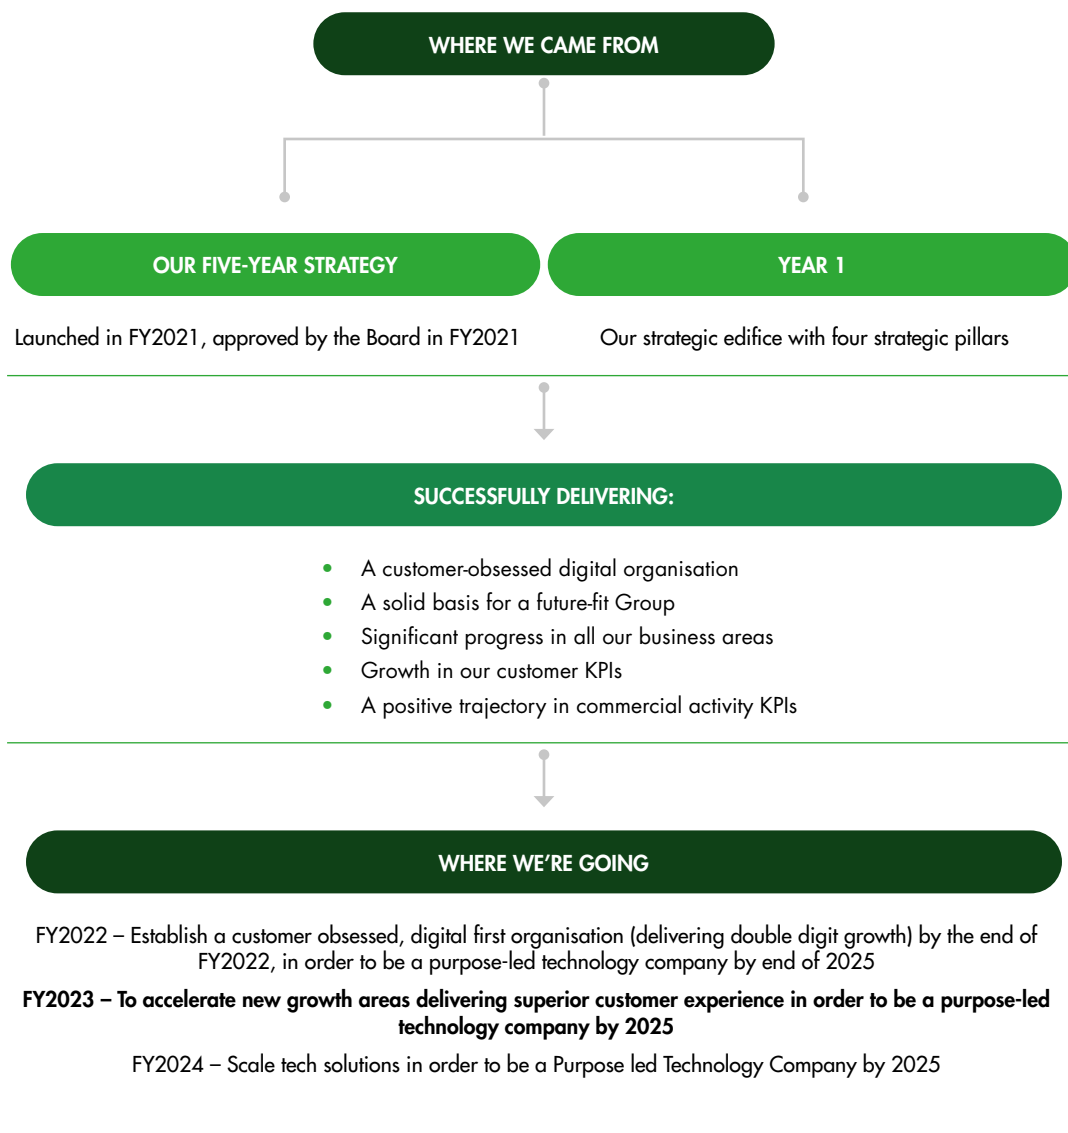 WHERE WE CAME FROM
OUR FIVE-YEAR STRATEGY
Launched in FY2021, approved by the Board in FY2021
YEAR 1
Our strategic edifice with four strategic pillars
SUCCESSFULLY DELIVERING:
• A customer-obsessed digital organisation
• A solid basis for a future-fit Group
• Significant progress in all our business areas
• Growth in our customer KPIs
• A positive trajectory in commercial activity KPIs
WHERE WE’RE GOING
FY2022 – Establish a customer obsessed, digital first organisation (delivering double digit growth) by the end of
FY2022, in order to be a purpose-led technology company by end of 2025
FY2023 – To accelerate new growth areas delivering superior customer experience in order to be a purpose-led
technology company by 2025
FY2024 – Scale tech solutions in order to be a Purpose led Technology Company by 2025